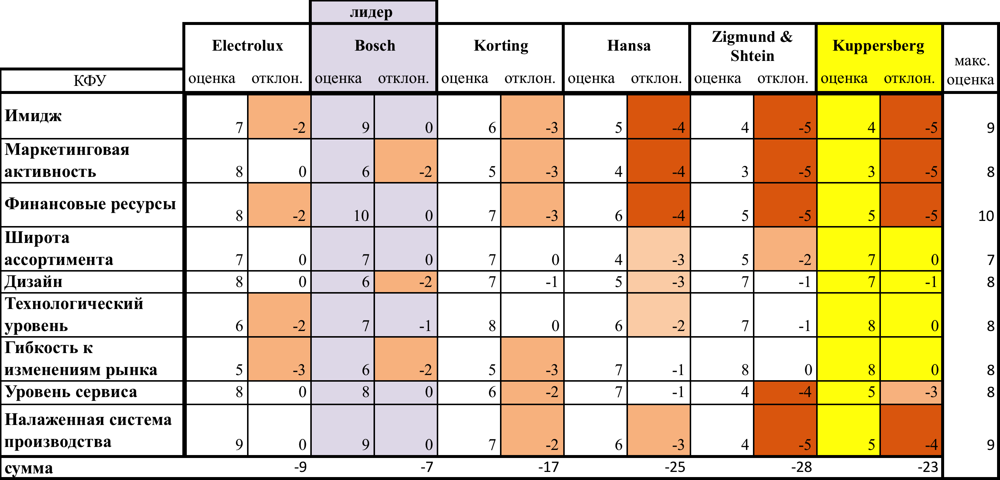 лидер
Electrolux Bosch Korting Hansa Zigmund & Shtein Kuppersberg макс. оценка
КФУ оценка отклон. оценка отклон. оценка отклон. оценка отклон. оценка отклон. оценка отклон.
Имидж 7 -2 9 0 6 -3 5 -4 4 -5 4 -5 9
Маркетинговая
активность 8 0 6 -2 5 -3 4 -4 3 -5 3 -5 8
Финансовые ресурсы 8 -2 10 0 7 -3 6 -4 5 -5 5 -5 10
Широта
ассортимента 7 0 7 0 7 0 4 -3 5 -2 7 0 7
Дизайн 8 0 6 -2 7 -1 5 -3 7 -1 7 -1 8
Технологический
уровень 6 -2 7 -1 8 0 6 -2 7 -1 8 0 8
Гибкость к
изменениям рынка 5 -3 6 -2 5 -3 7 -1 8 0 8 0 8
Уровень сервиса 8 0 8 0 6 -2 7 -1 4 -4 5 -3 8
Налаженная система
производства 9 0 9 0 7 -2 6 -3 4 -5 5 -4 9
сумма -9 -7 -17 -25 -28 -23